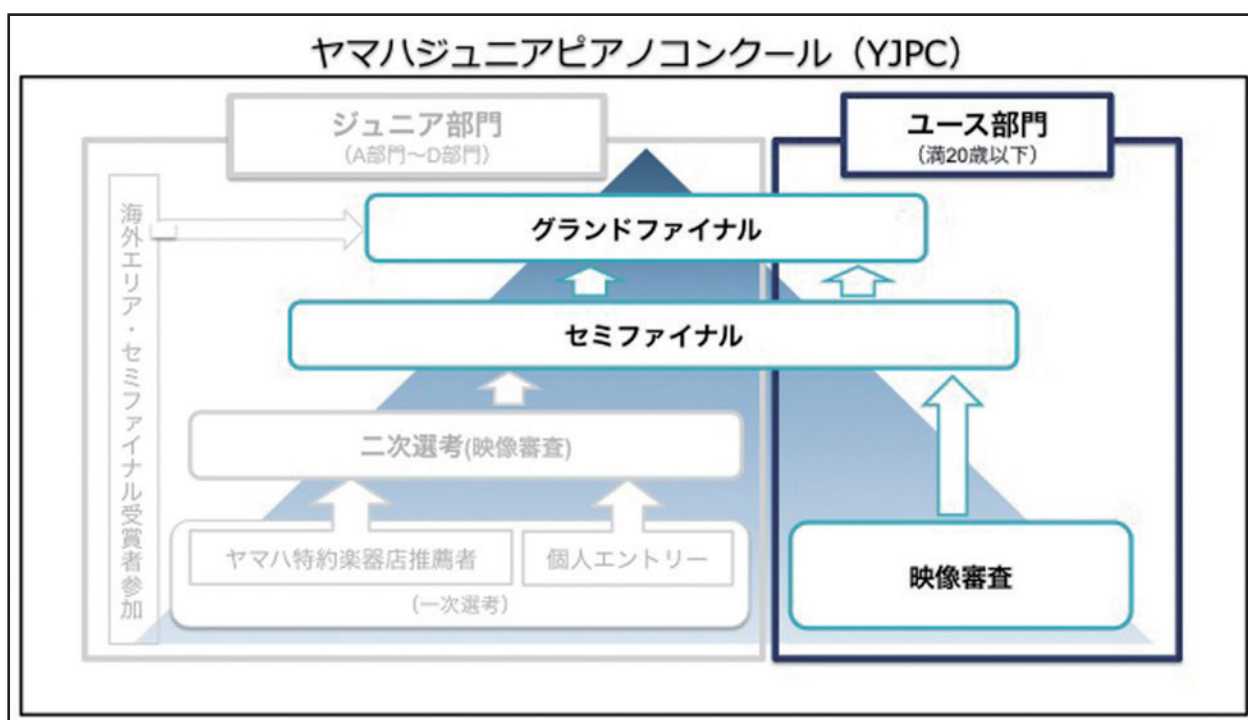 ヤマハジュニアピアノコンクール（YJPC）
ジュニア部門
（A部門～D部門）
ユース部門
（満20歳以下）
海外エリア・セミファイナル受賞者参加
グランドファイナル
セミファイナル
二次選考(映像審査)
ヤマハ特約楽器店推薦者
個人エントリー
（一次選考）
映像審査